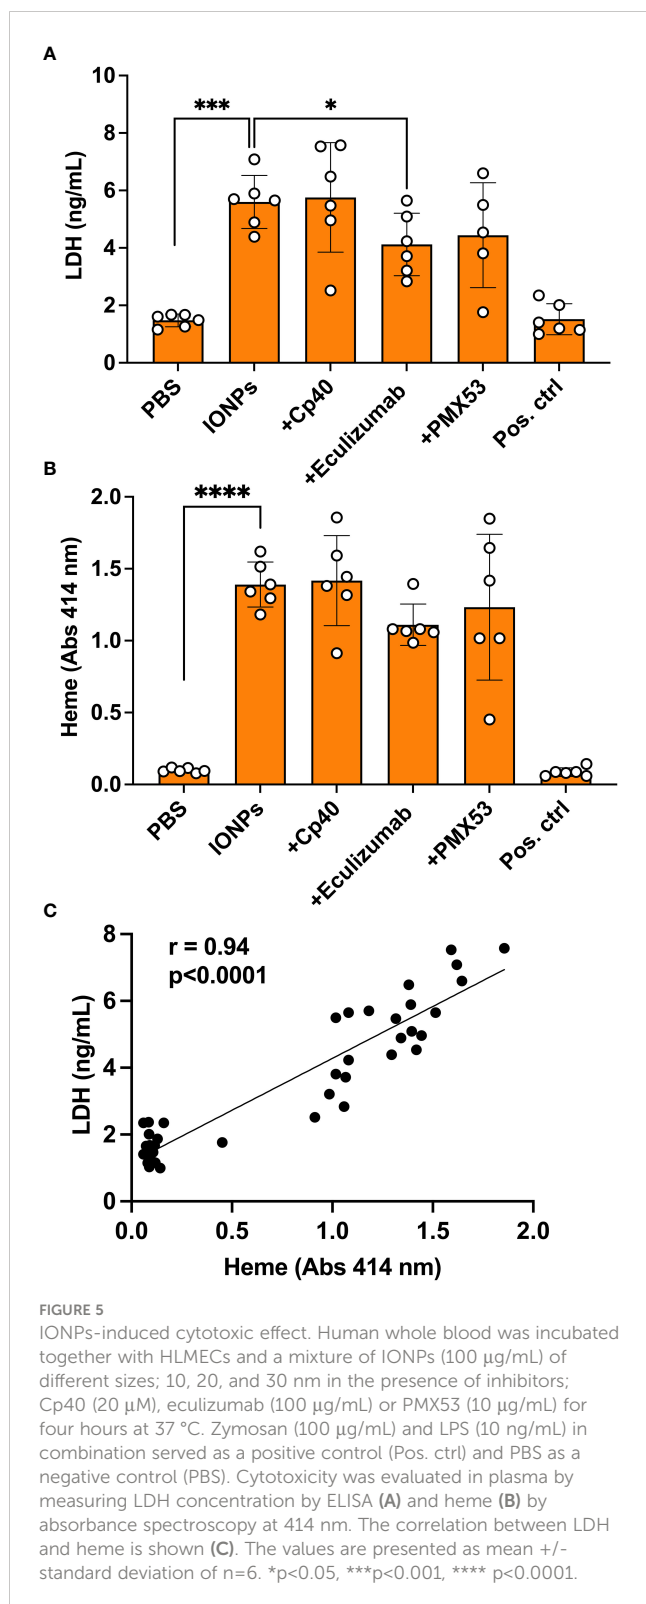 A
10
8
6
4
2
0
LDH (ng/mL)
***
*
PBS
IONPs
+Cp40
+Eculizumab
+PMX53
Pos. ctrl
B
2.0
1.5
1.0
0.5
0.0
Heme (Abs 414 nm)
****
PBS
IONPs
+Cp40
+Eculizumab
+PMX53
Pos. ctrl
C
8
6
4
2
0
LDH (ng/mL)
r = 0.94
p<0.0001
0.0 0.5 1.0 1.5 2.0
Heme (Abs 414 nm)
FIGURE 5
IONPs-induced cytotoxic effect. Human whole blood was incubated
together with HLMECs and a mixture of IONPs (100 μg/mL) of
different sizes; 10, 20, and 30 nm in the presence of inhibitors;
Cp40 (20 μM), eculizumab (100 μg/mL) or PMX53 (10 μg/mL) for
four hours at 37 °C. Zymosan (100 μg/mL) and LPS (10 ng/mL) in
combination served as a positive control (Pos. ctrl) and PBS as a
negative control (PBS). Cytotoxicity was evaluated in plasma by
measuring LDH concentration by ELISA (A) and heme (B) by
absorbance spectroscopy at 414 nm. The correlation between LDH
and heme is shown (C). The values are presented as mean +/-
standard deviation of n=6. *p<0.05, ***p<0.001, **** p<0.0001.